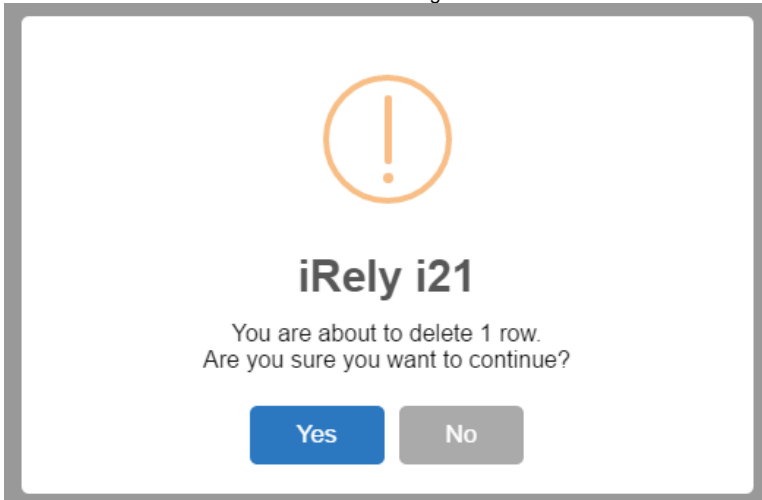 iRely i21
You are about to delete 1 row.
Are you sure you want to continue?
Yes
No